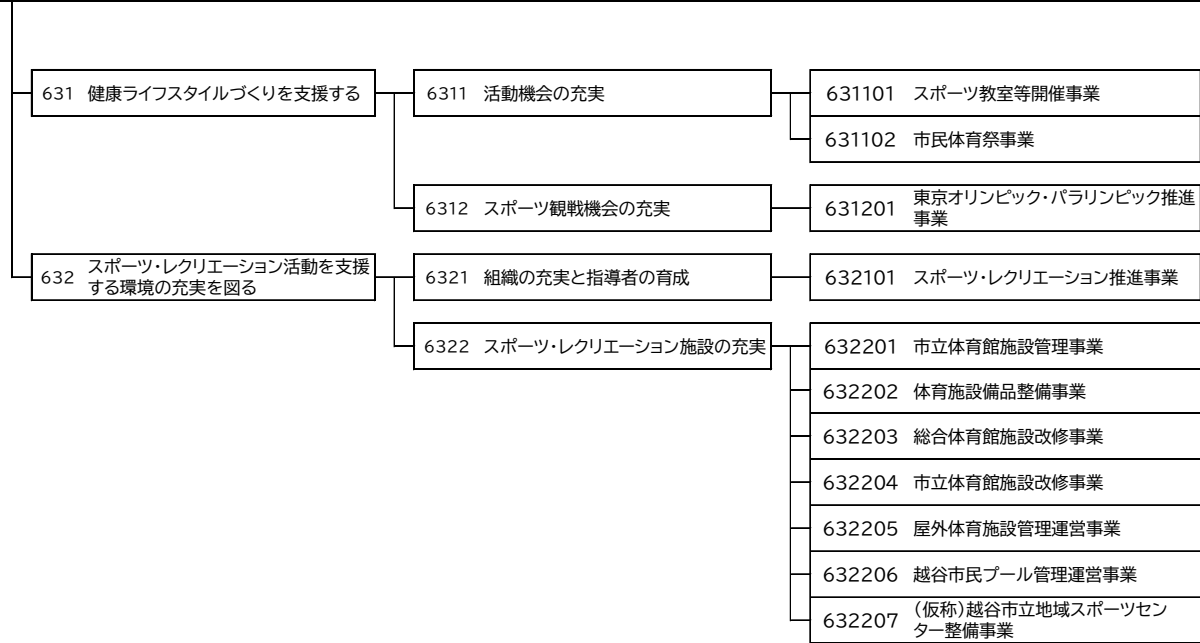 631 健康ライフスタイルづくりを支援する
6311 活動機会の充実
631101 スポーツ教室等開催事業
631102 市民体育祭事業
6312 スポーツ観戦機会の充実
631201 東京オリンピック・パラリンピック推進
事業
632 スポーツ・レクリエーション活動を支援
する環境の充実を図る
6321 組織の充実と指導者の育成
632101 スポーツ・レクリエーション推進事業
6322 スポーツ・レクリエーション施設の充実
632201 市立体育館施設管理事業
632202 体育施設備品整備事業
632203 総合体育館施設改修事業
632204 市立体育館施設改修事業
632205 屋外体育施設管理運営事業
632206 越谷市民プール管理運営事業
632207 (仮称)越谷市立地域スポーツセン
ター整備事業